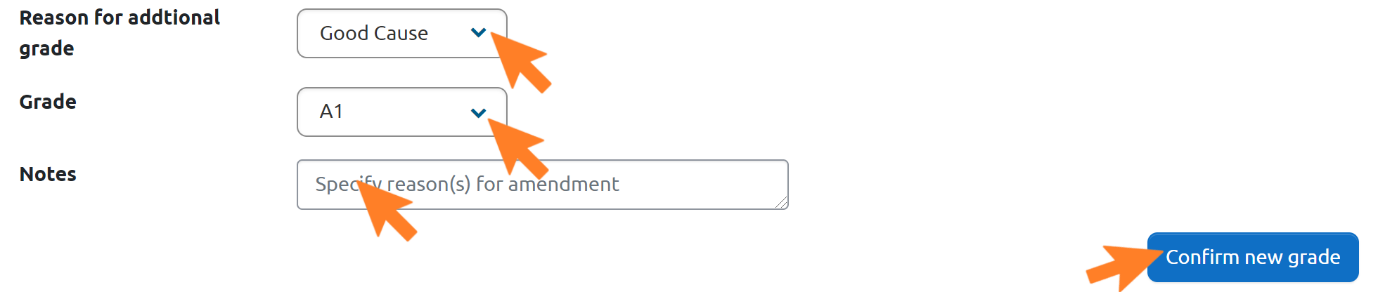 Reason for addtional
grade
Good Cause
Grade
A1
Notes
Specify reason(s) for amendment
Confirm new grade